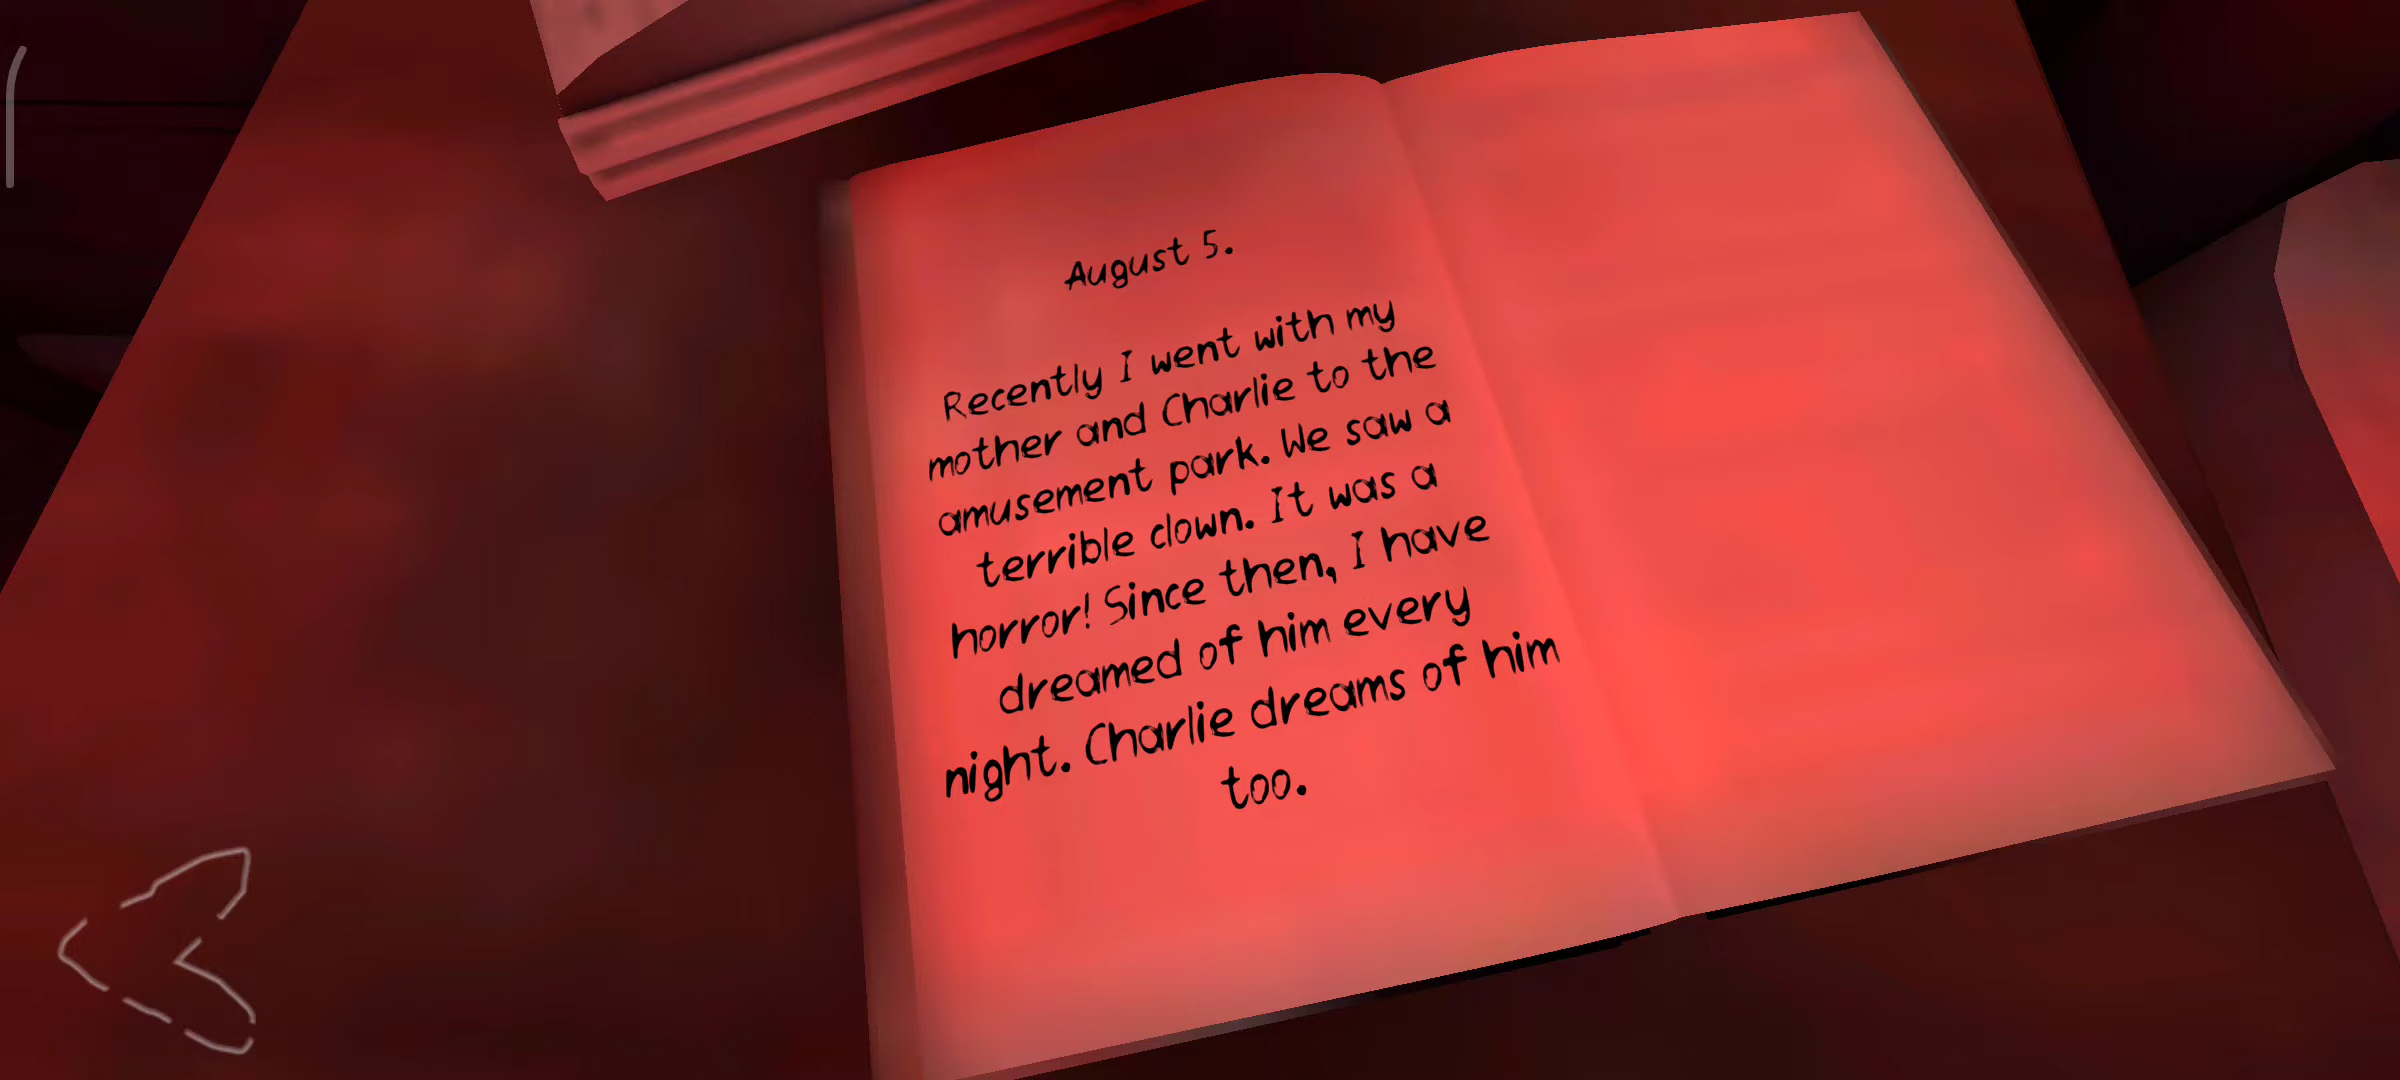 August 5.
Recently I went with my
mother and Charlie to the
amusement park. We saw a
terrible clown. It was a
horror! Since then, I have
dreamed of him every
night. Charlie dreams of him
too.